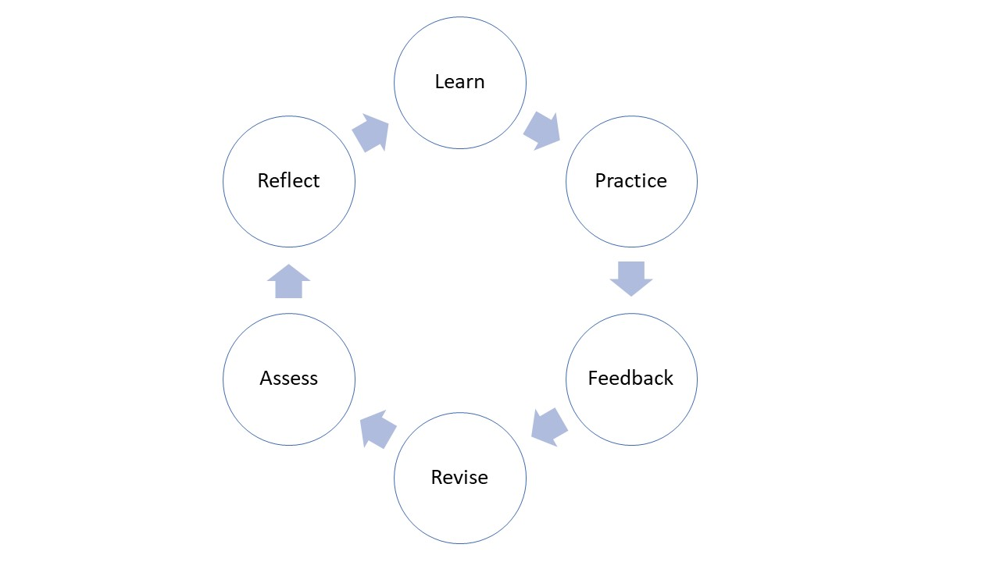 Learn
Practice
Feedback
Revise
Assess
Reflect